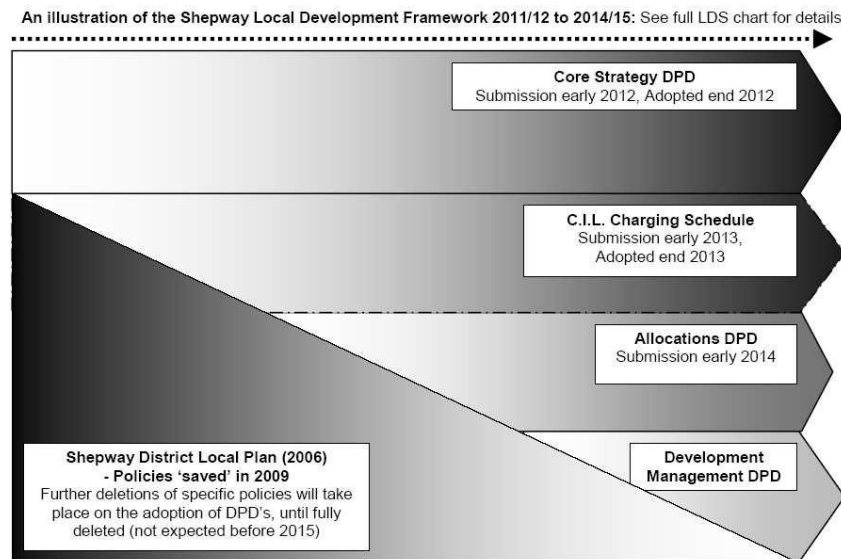 An illustration of the Shepway Local Development Framework 2011/12 to 2014/15: See full LDS chart for details
Core Strategy DPD
Submission early 2012, Adopted end 2012
C.I.L. Charging Schedule
Submission early 2013,
Adopted end 2013
Allocations DPD
Submission early 2014
Development
Management DPD
Shepway District Local Plan (2006)
- Policies ‘saved’ in 2009
Further deletions of specific policies will take
place on the adoption of DPD's, until fully
deleted (not expected before 2015)